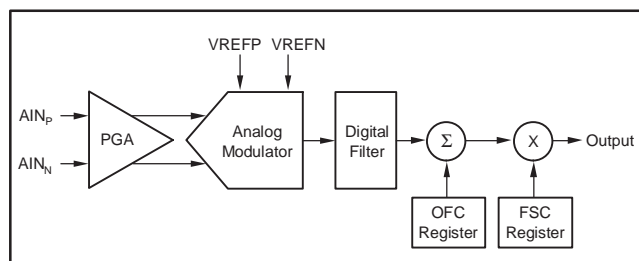 VREFP VREFN
AINP
AINN
PGA
Analog
Modulator
Digital
Filter
Σ
X
Output
OFC
Register
FSC
Register